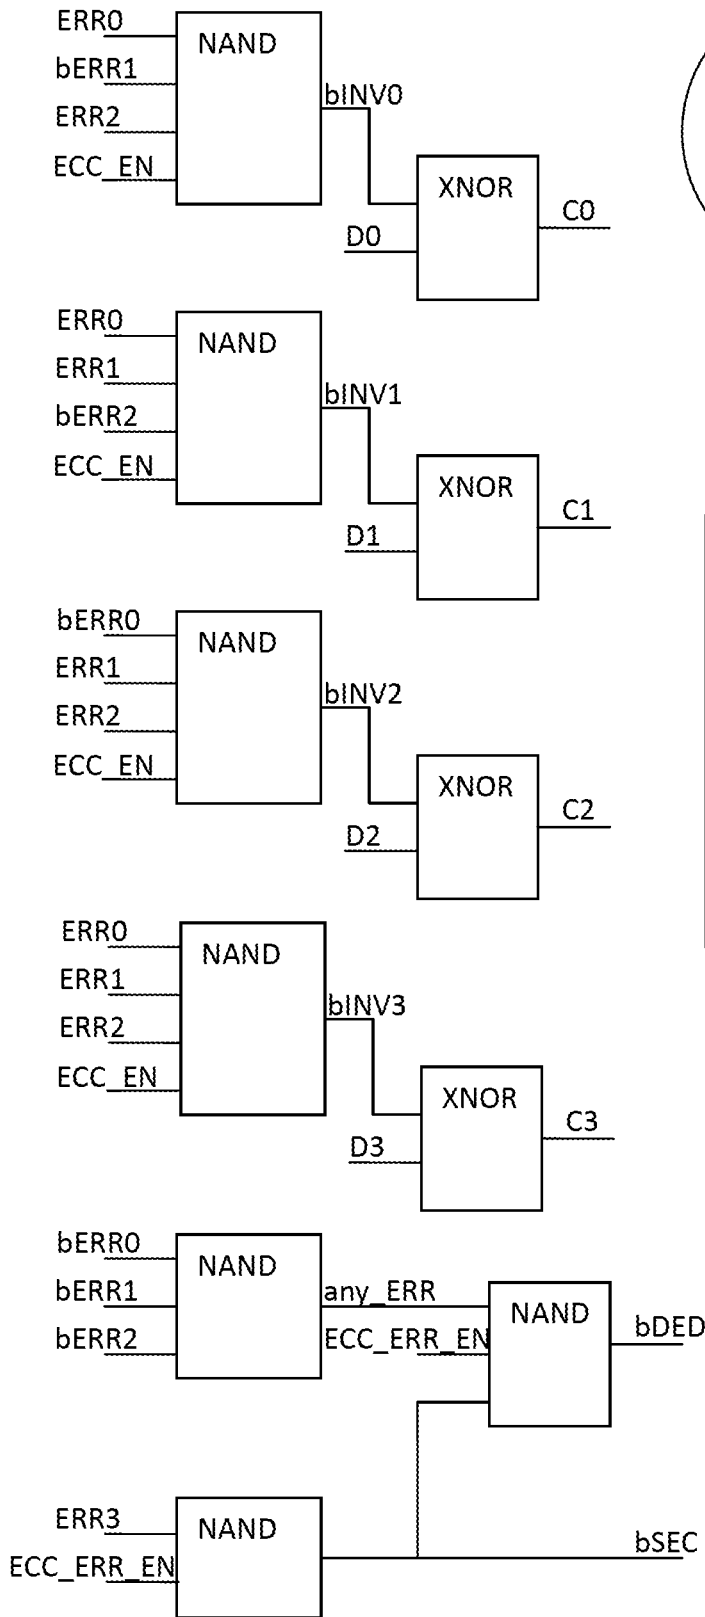 ERR0
NAND
bERR1
bINV0
ERR2
ECC_EN
XNOR
C0
D0
ERR0
NAND
ERR1
bINV1
bERR2
ECC_EN
XNOR
C1
D1
bERR0
NAND
ERR1
bINV2
ERR2
ECC_EN
XNOR
C2
D2
ERR0
NAND
ERR1
bINV3
ERR2
ECC_EN
XNOR
C3
D3
bERR0
NAND
bERR1
any_ERR
NAND
bERR2
ECC_ERR_EN
bDED
ERR3
NAND
bSEC
ECC_ERR_EN